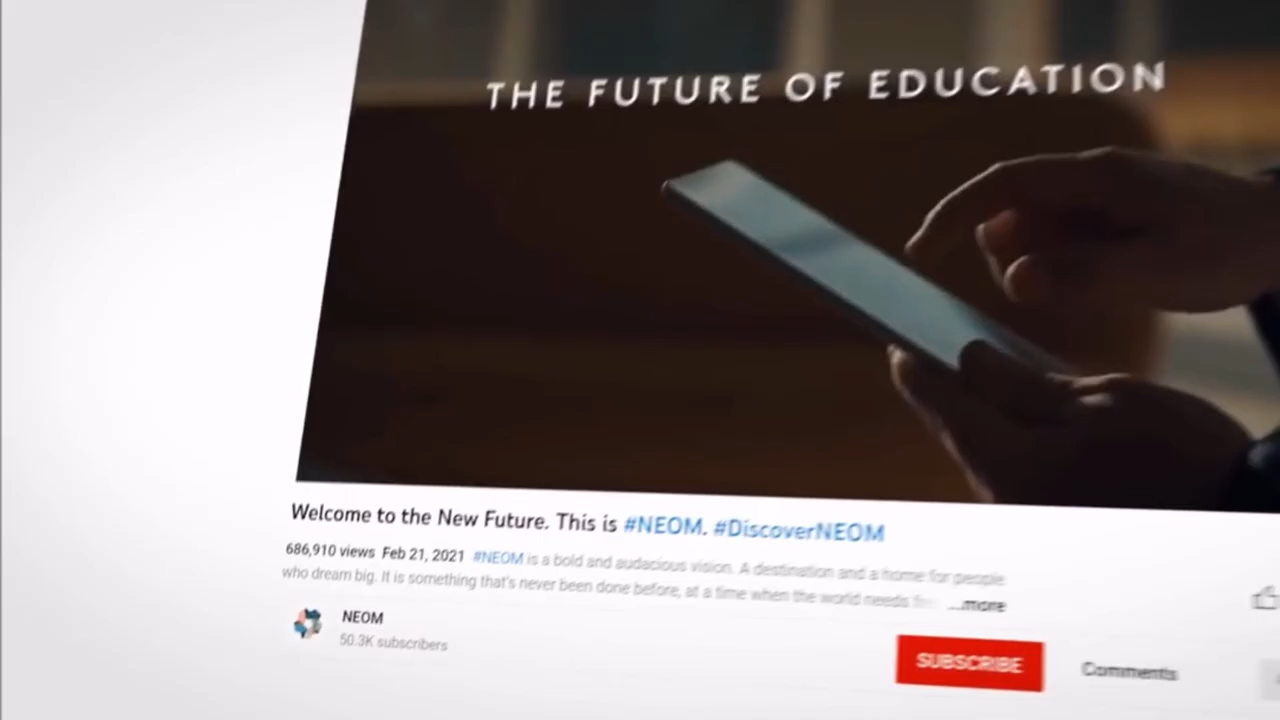 THE FUTURE OF EDUCATION
Welcome to the New Future. This is #NEOM. #DiscoverNEOM
686,910 views Feb 21, 2021 #NEOM is a bold and audacious vision. A destination and a home for people
who dream big. It is something that's never been done before, at a time when the world needs ...more
NEOM
50.3K subscribers
SUBSCRIBE Comments